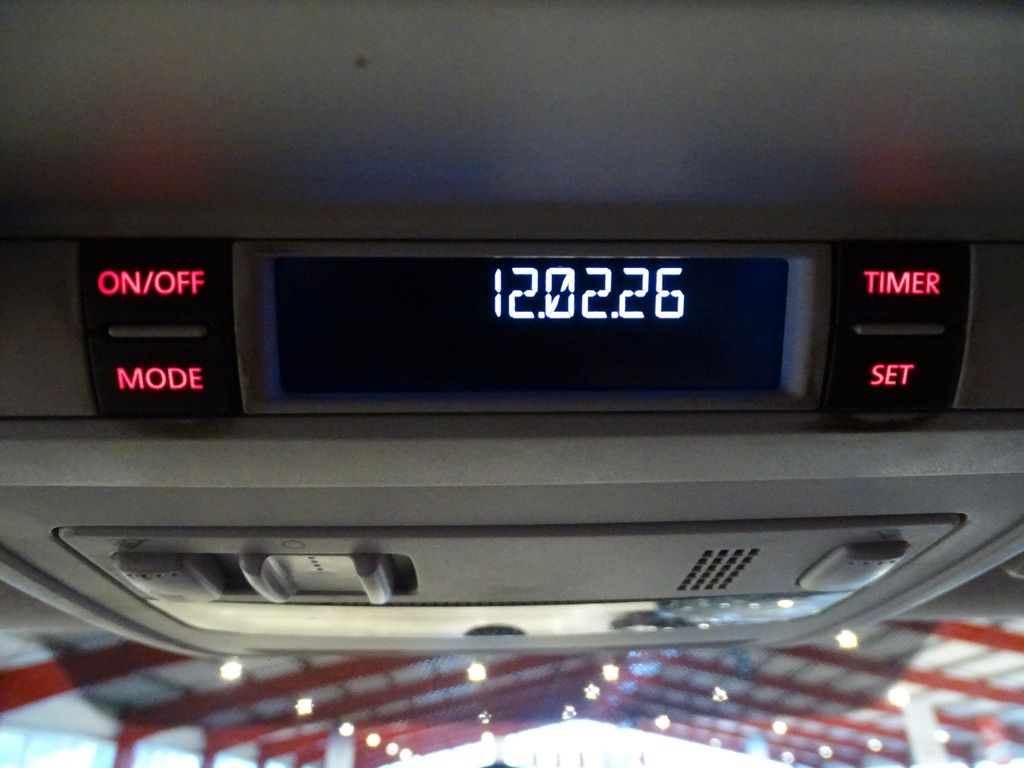 ON/OFF
12.02.26
TIMER
MODE
SET